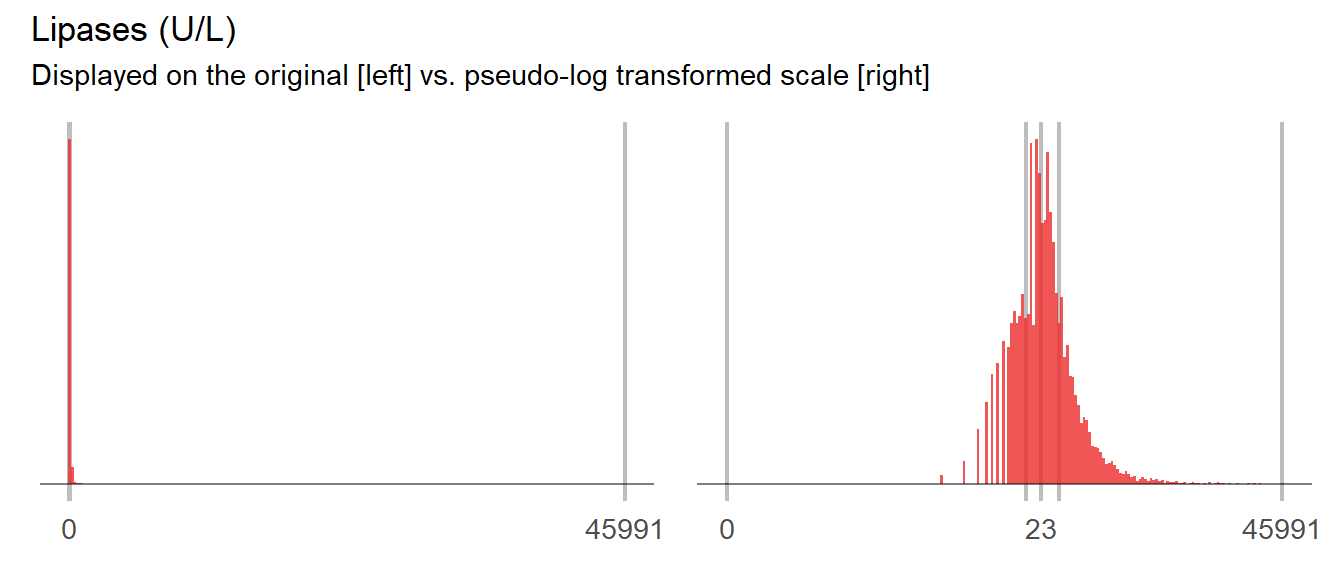 Lipases (U/L)
Displayed on the original [left] vs. pseudo-log transformed scale [right]
0 45991 0 23 45991